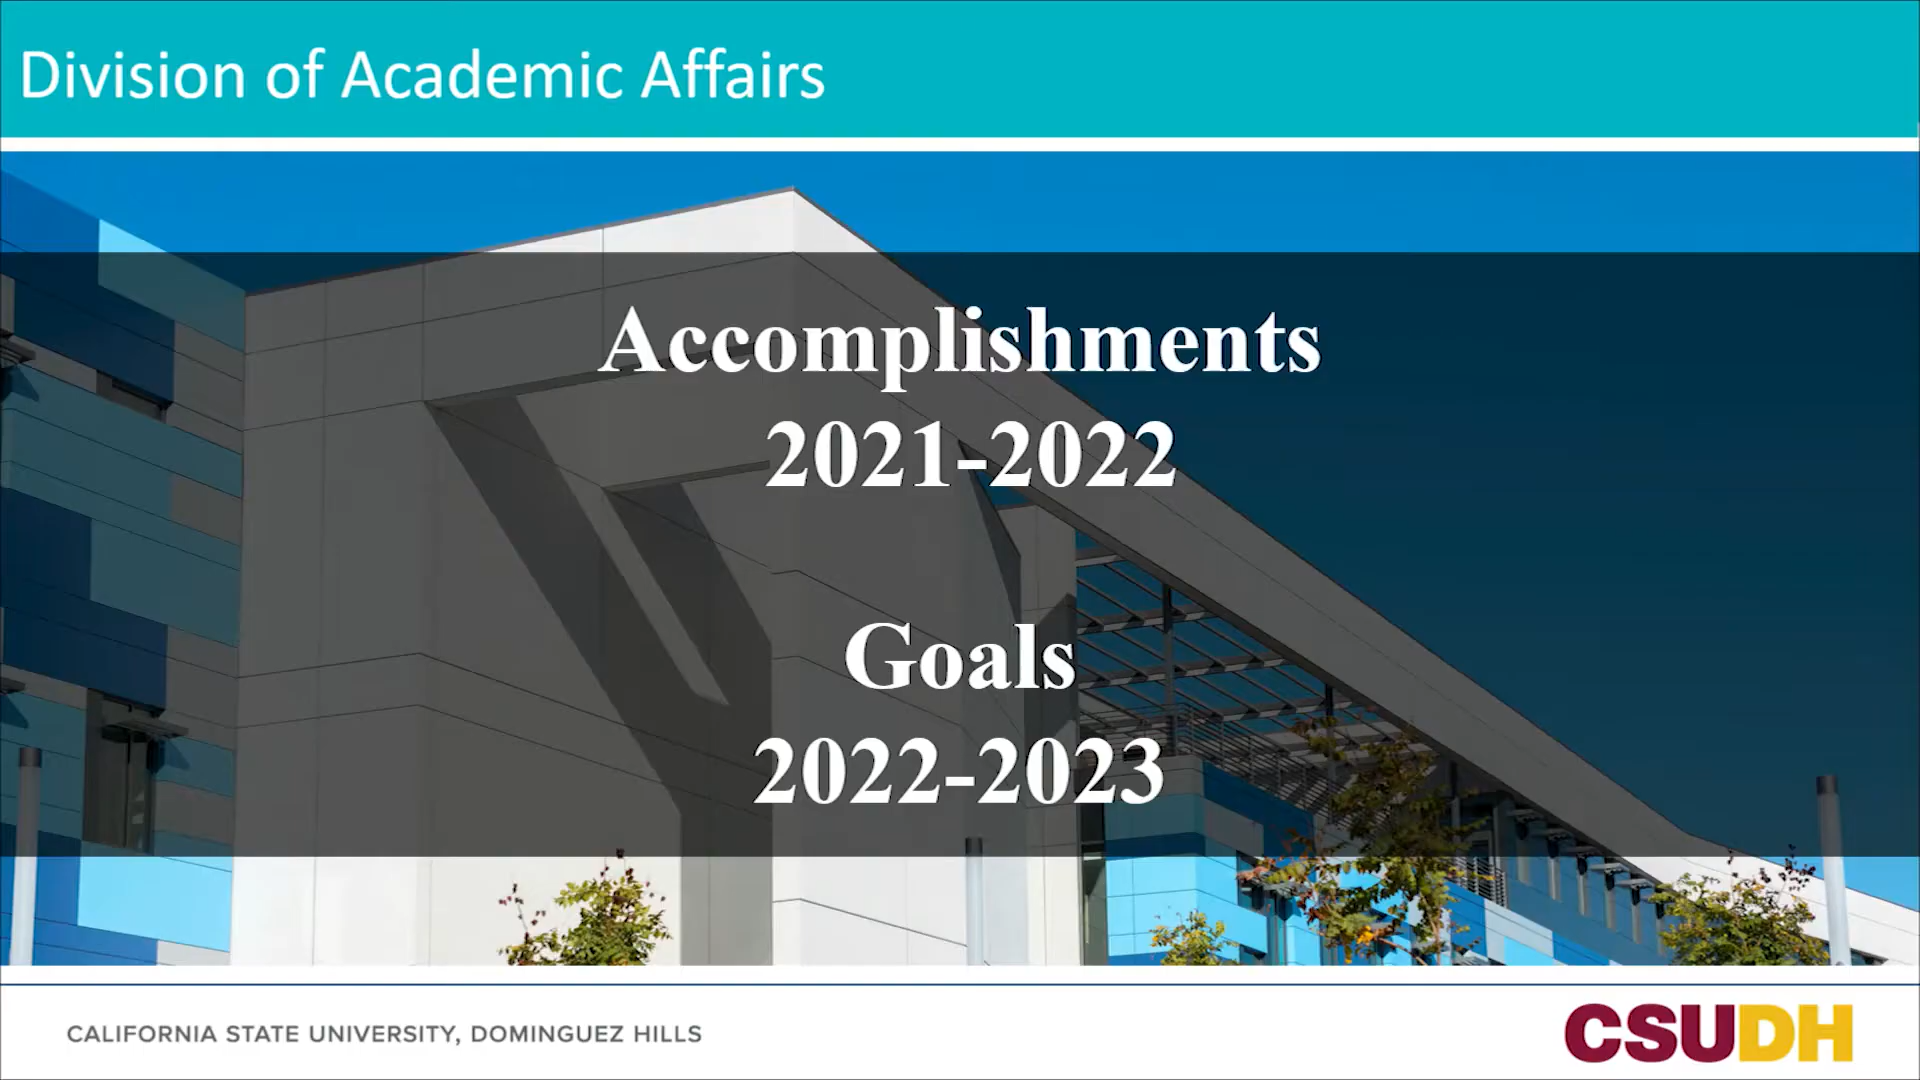 Division of Academic Affairs
Accomplishments
2021-2022
Goals
2022-2023
CALIFORNIA STATE UNIVERSITY, DOMINGUEZ HILLS
CSUDH